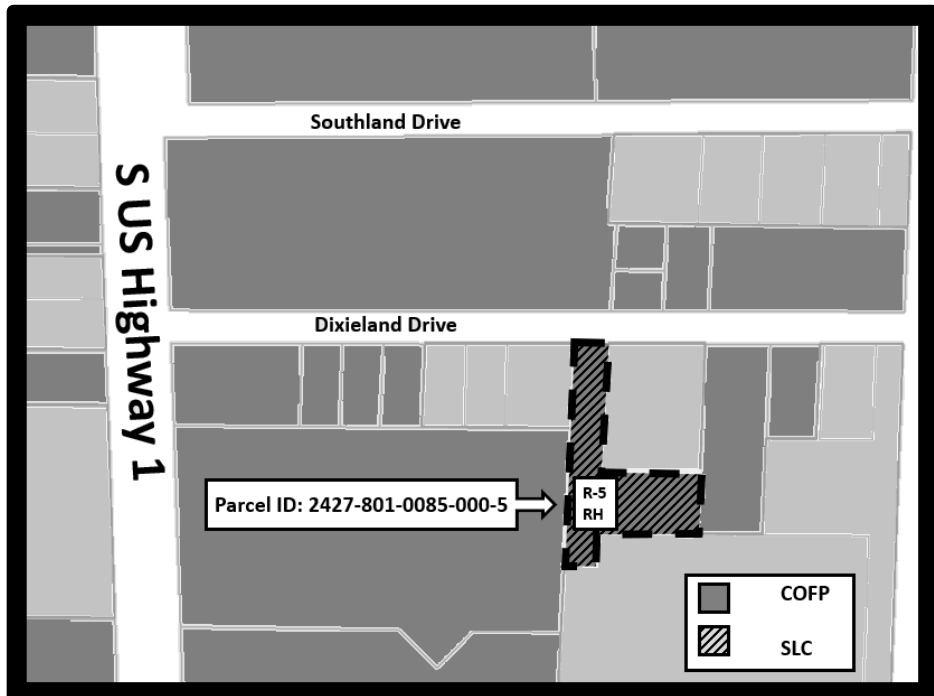 Southland Drive
S US Highway 1
Dixieland Drive
Parcel ID: 2427-801-0085-000-5
R-5
RH
COFP
SLC